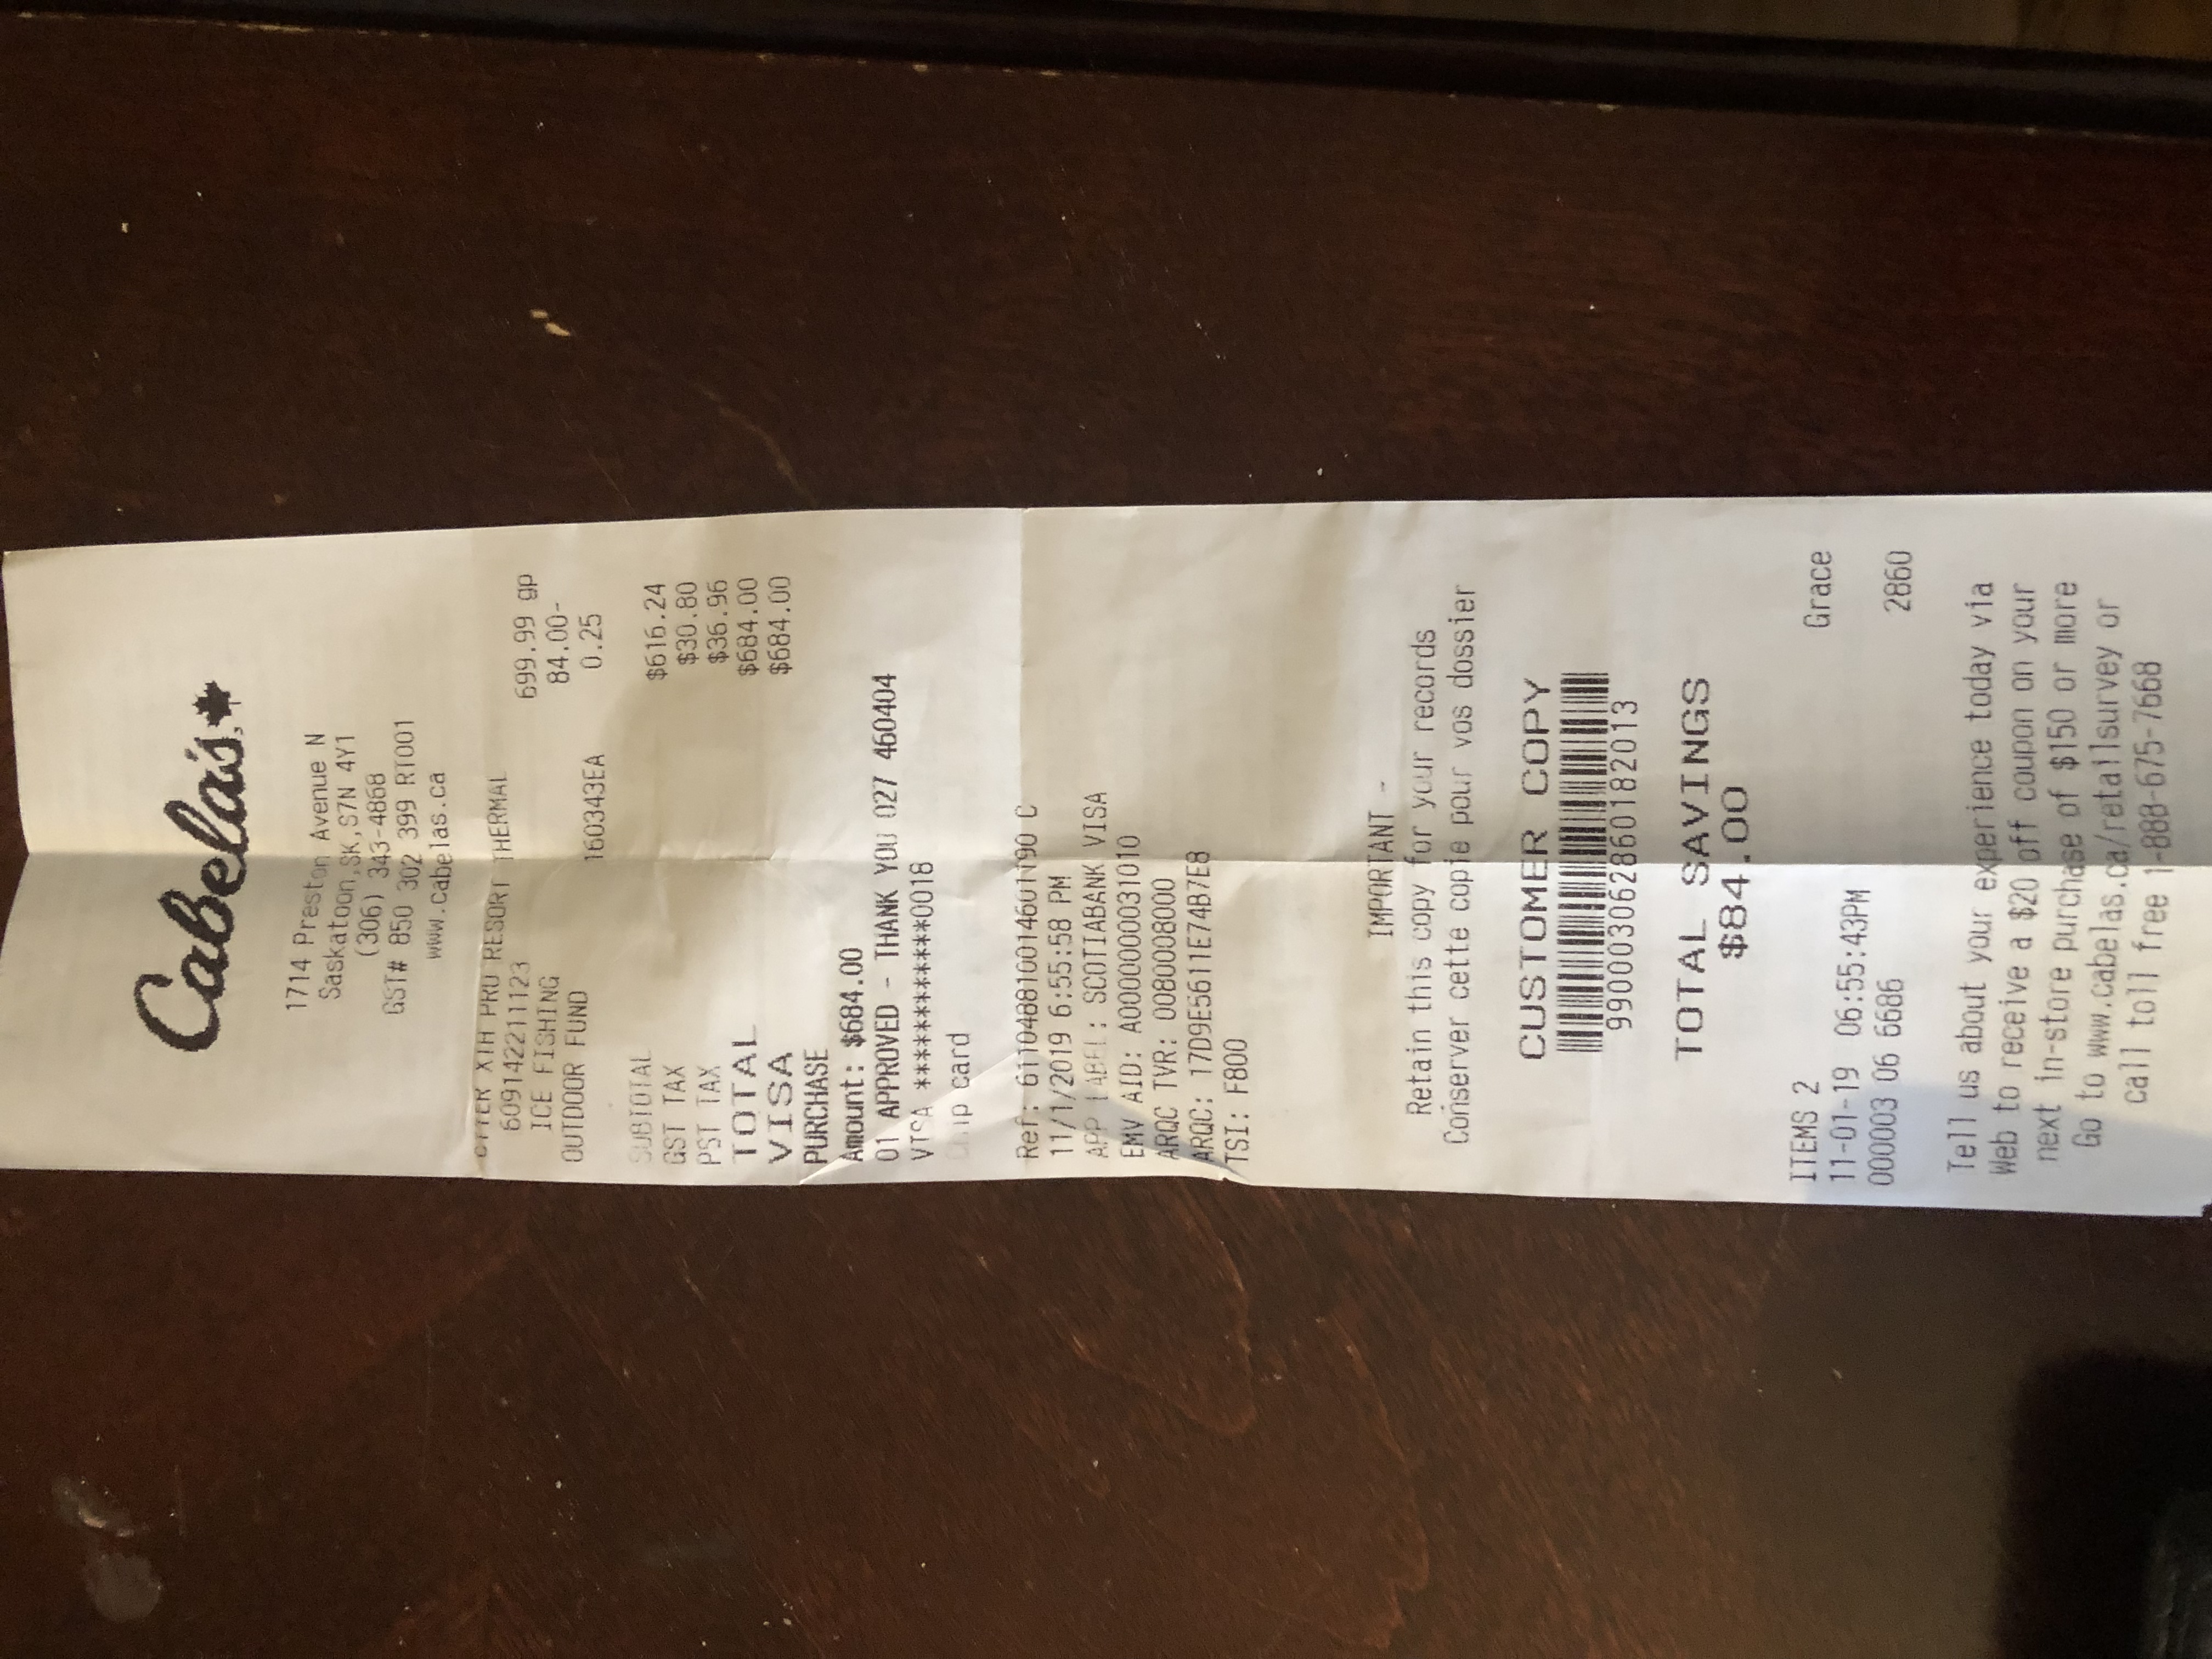 Cabela's
1714 Preston Avenue N
Saskatoon,SK,S7N 4Y1
(306) 343-4868
GST# 850 302 399 RT001
www.cabelas.ca
OTTER XTH PRO RESORT THERMAL
609142211123 699.99 gp
ICE FISHING 84.00-
OUTDOOR FUND 160343EA 0.25
SUBTOTAL $616.24
GST TAX $30.80
PST TAX $36.96
TOTAL $684.00
VISA $684.00
PURCHASE
Amount: $684.00
01 APPROVED - THANK YOU 027 460404
VISA ************0018
Chip card
Ref: C
11/1/2019 6:55:58 PM
APP LABEL: SCOTIABANK VISA
EMV AID: A0000000031010
ARQC TVR: 0080008000
ARQC: 17D9E5611E74B7E8
TSI: F800
IMPORTANT -
Retain this copy for your records
Conserver cette copie pour vos dossier
CUSTOMER COPY
990003062860182013
TOTAL SAVINGS
$84.00
ITEMS 2 Grace
11-01-19 06:55:43PM
000003 06 6686 2860
Tell us about your experience today via
Web to receive a $20 off coupon on your
next in-store purchase of $150 or more
Go to www.cabelas.ca/retailsurvey or
call toll free 1-888-675-7668